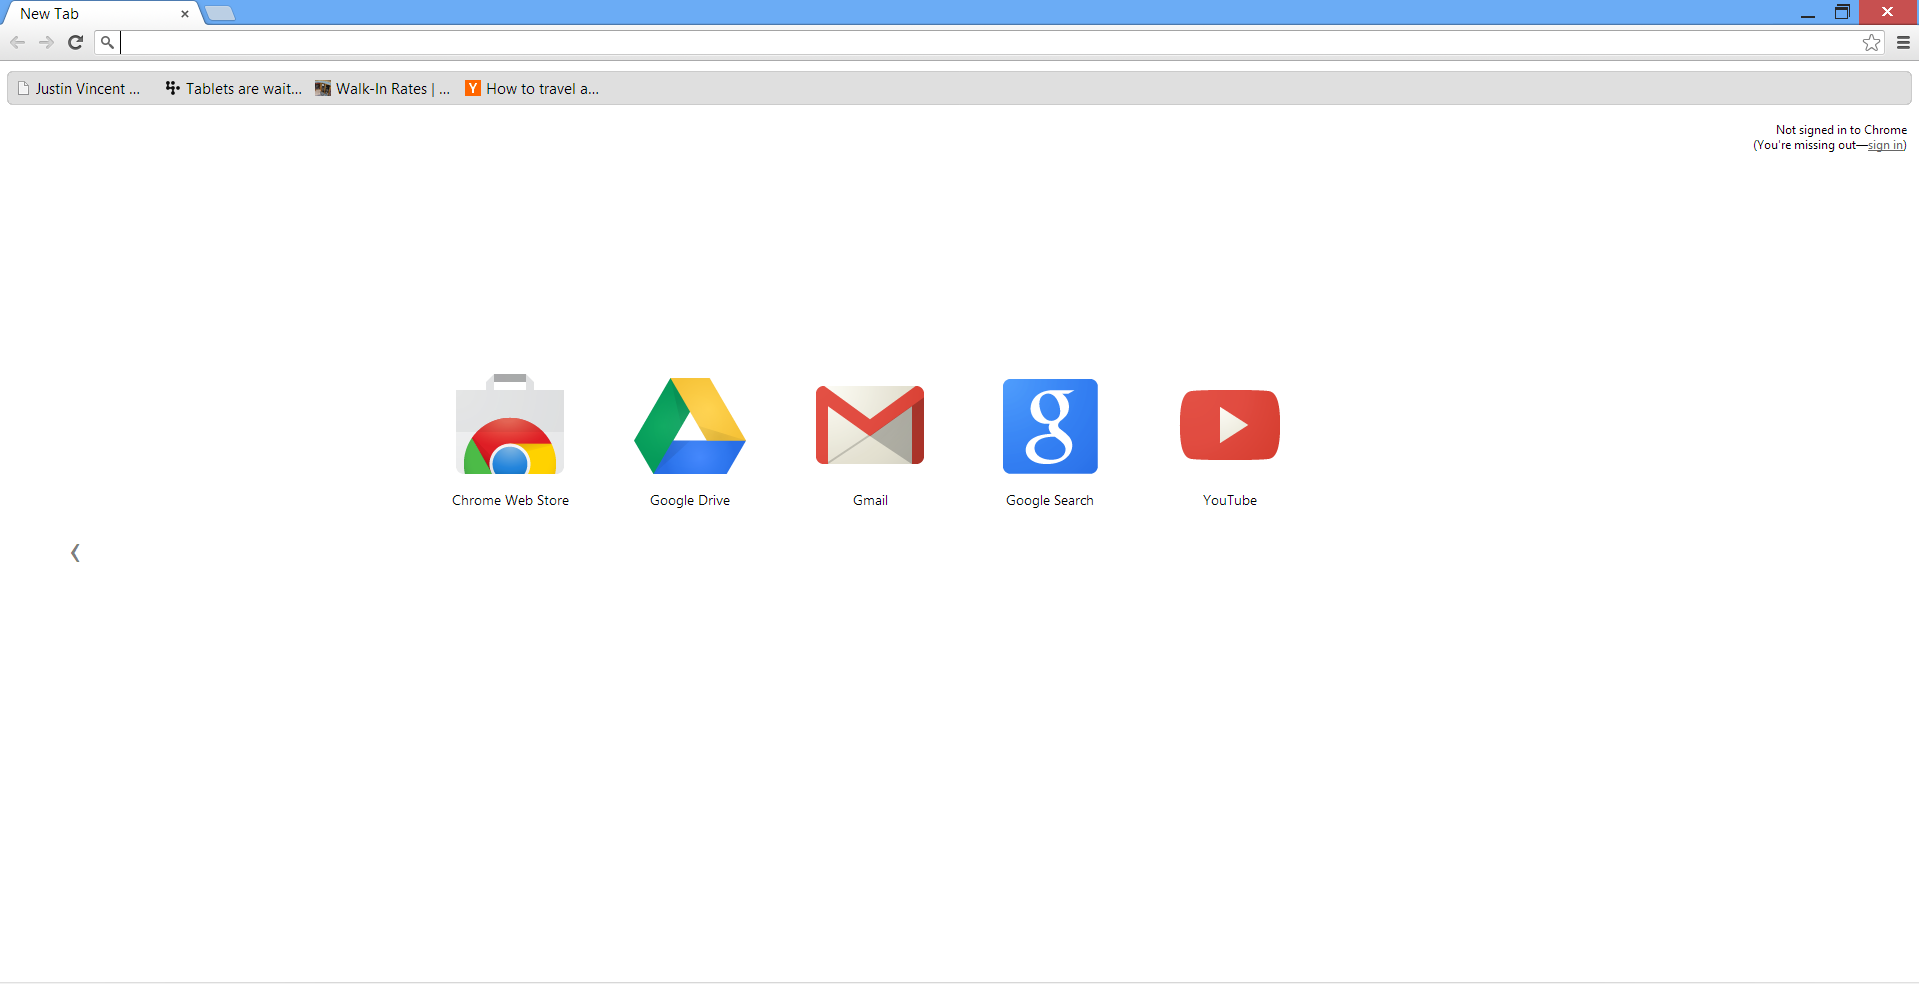 New Tab
Justin Vincent ...
Tablets are wait...
Walk-In Rates | ...
How to travel a...
Not signed in to Chrome
(You're missing out—sign in)
Chrome Web Store
Google Drive
Gmail
Google Search
YouTube